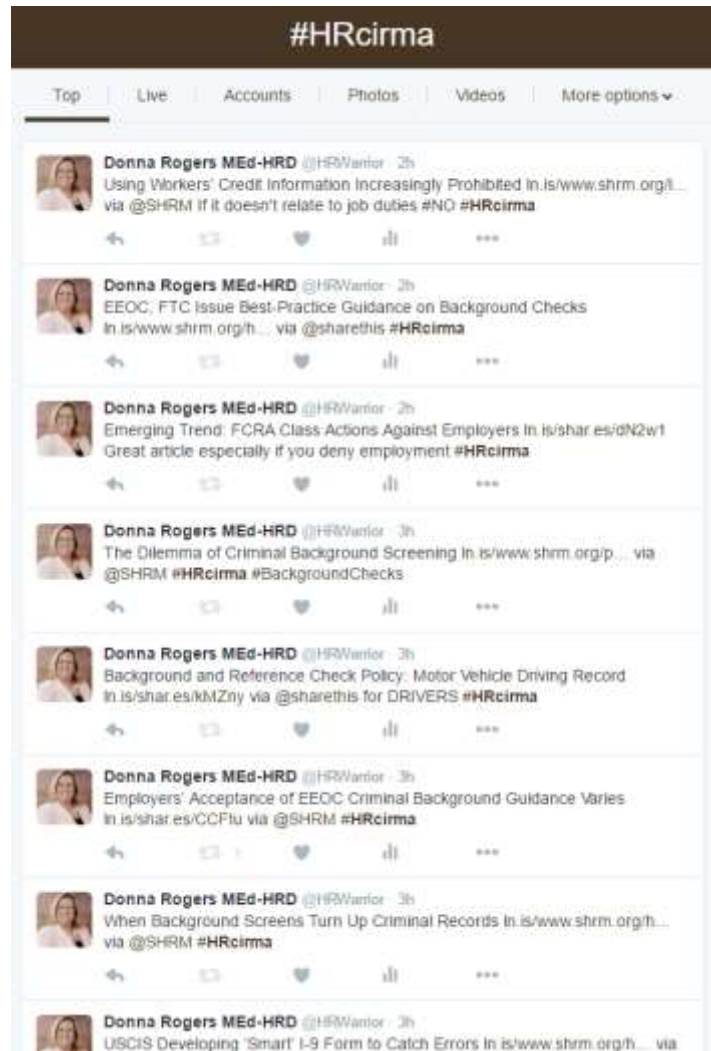 #HRcirma
Top Live Accounts Photos Videos More options
Donna Rogers MEd-HRD @HRWarrior · 2h
Using Workers' Credit Information Increasingly Prohibited ln.is/www.shrm.org/l...
via @SHRM If it doesn't relate to job duties #NO #HRcirma
Donna Rogers MEd-HRD @HRWarrior · 2h
EEOC, FTC Issue Best-Practice Guidance on Background Checks
ln.is/www.shrm.org/h... via @sharethis #HRcirma
Donna Rogers MEd-HRD @HRWarrior · 2h
Emerging Trend: FCRA Class Actions Against Employers ln.is/shar.es/dN2w1
Great article especially if you deny employment #HRcirma
Donna Rogers MEd-HRD @HRWarrior · 3h
The Dilemma of Criminal Background Screening ln.is/www.shrm.org/p... via
@SHRM #HRcirma #BackgroundChecks
Donna Rogers MEd-HRD @HRWarrior · 3h
Background and Reference Check Policy: Motor Vehicle Driving Record
ln.is/shar.es/kMZny via @sharethis for DRIVERS #HRcirma
Donna Rogers MEd-HRD @HRWarrior · 3h
Employers' Acceptance of EEOC Criminal Background Guidance Varies
ln.is/shar.es/CCFtu via @SHRM #HRcirma
Donna Rogers MEd-HRD @HRWarrior · 3h
When Background Screens Turn Up Criminal Records ln.is/www.shrm.org/h...
via @SHRM #HRcirma
Donna Rogers MEd-HRD @HRWarrior · 3h
USCIS Developing 'Smart' I-9 Form to Catch Errors ln.is/www.shrm.org/h... via